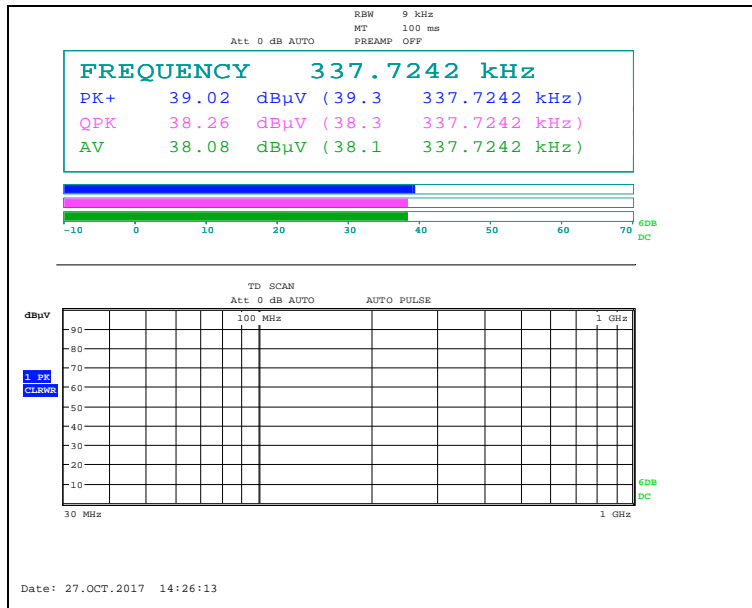 RBW 9 kHz
MT 100 ms
Att 0 dB AUTO PREAMP OFF
FREQUENCY 337.7242 kHz
PK+ 39.02 dBµV (39.3 337.7242 kHz)
QPK 38.26 dBµV (38.3 337.7242 kHz)
AV 38.08 dBµV (38.1 337.7242 kHz)
-10 0 10 20 30 40 50 60 70
6DB
DC
TD SCAN
Att 0 dB AUTO AUTO PULSE
dBµV
100 MHz 1 GHz
90
80
70
1 PK
CLRWR
60
50
40
30
20
10
6DB
DC
30 MHz 1 GHz
Date: 27.OCT.2017 14:26:13